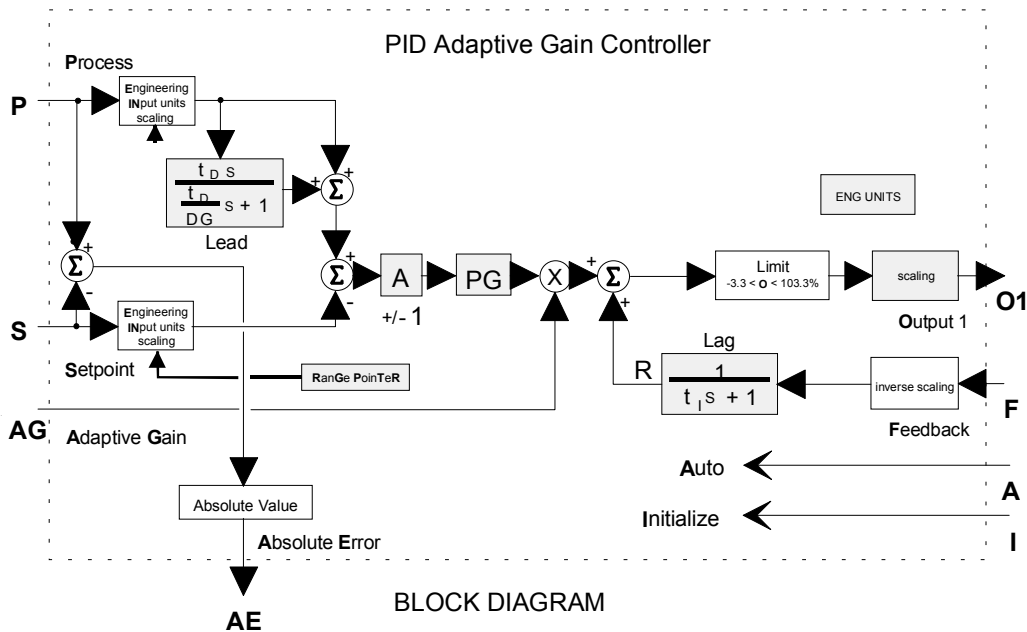 PID Adaptive Gain Controller
Process
P
Engineering
INput units
scaling
t D S
t D
DG
S + 1
Lead
+
+
Σ
ENG UNITS
+
Σ
-
+
Σ
-
A
+/- 1
PG
X
+
Σ
+
Limit
-3.3 < O < 103.3%
scaling
O1
Output 1
S
Engineering
INput units
scaling
Setpoint
RanGe PoinTeR
Lag
R
1
t I S + 1
inverse scaling
F
Feedback
AG
Adaptive Gain
Auto
A
Initialize
I
Absolute Value
Absolute Error
AE
BLOCK DIAGRAM